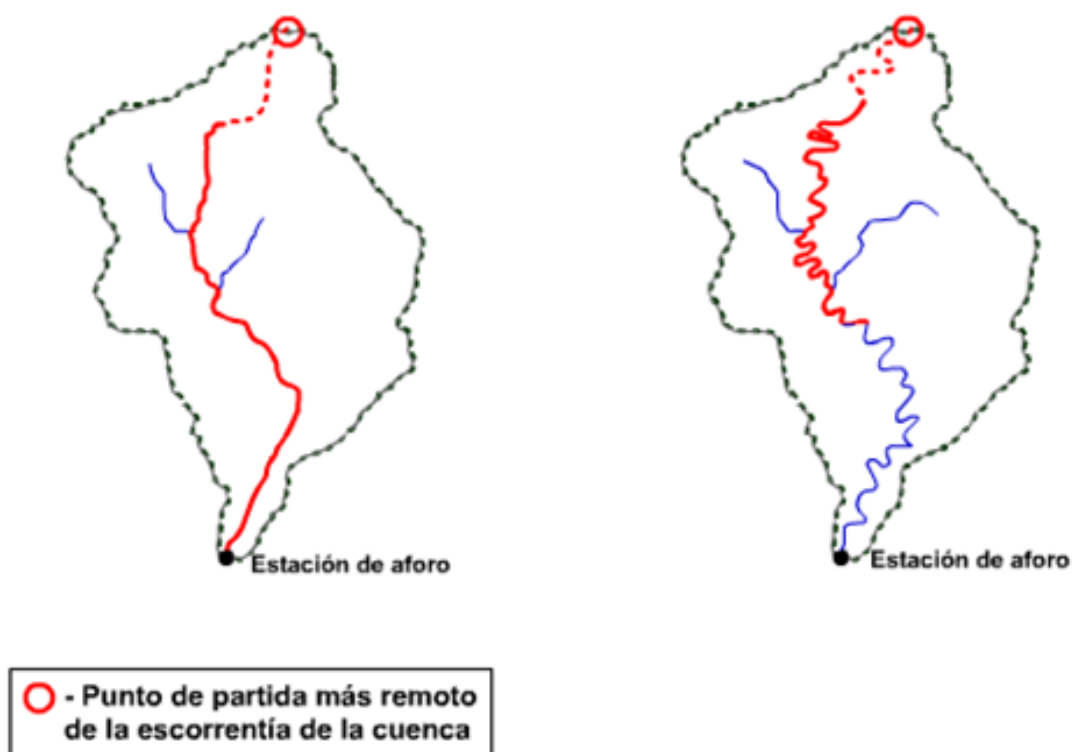 Estación de aforo
Estación de aforo
- Punto de partida más remoto
de la escorrentía de la cuenca